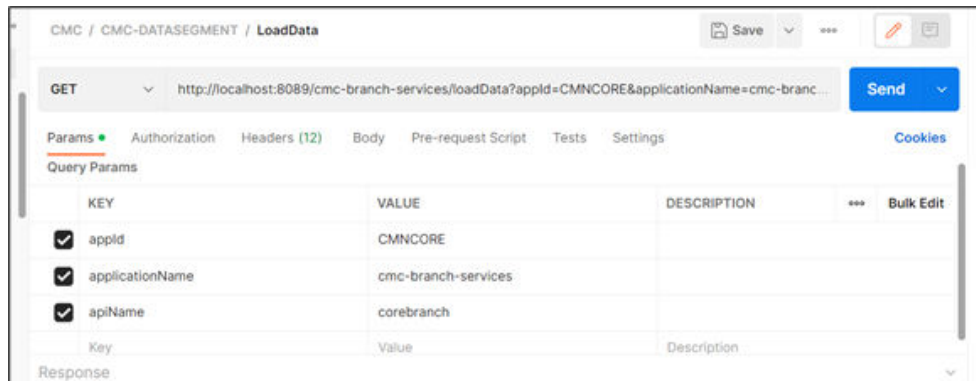 CMC / CMC-DATASEGMENT / LoadData Save ooo
GET http://localhost:8089/cmc-branch-services/loadData?appId=CMNCORE&applicationName=cmc-branc... Send
Params Authorization Headers (12) Body Pre-request Script Tests Settings Cookies
Query Params
KEY VALUE DESCRIPTION ooo Bulk Edit
appId CMNCORE
applicationName cmc-branch-services
apiName corebranch
Key Value Description
Response